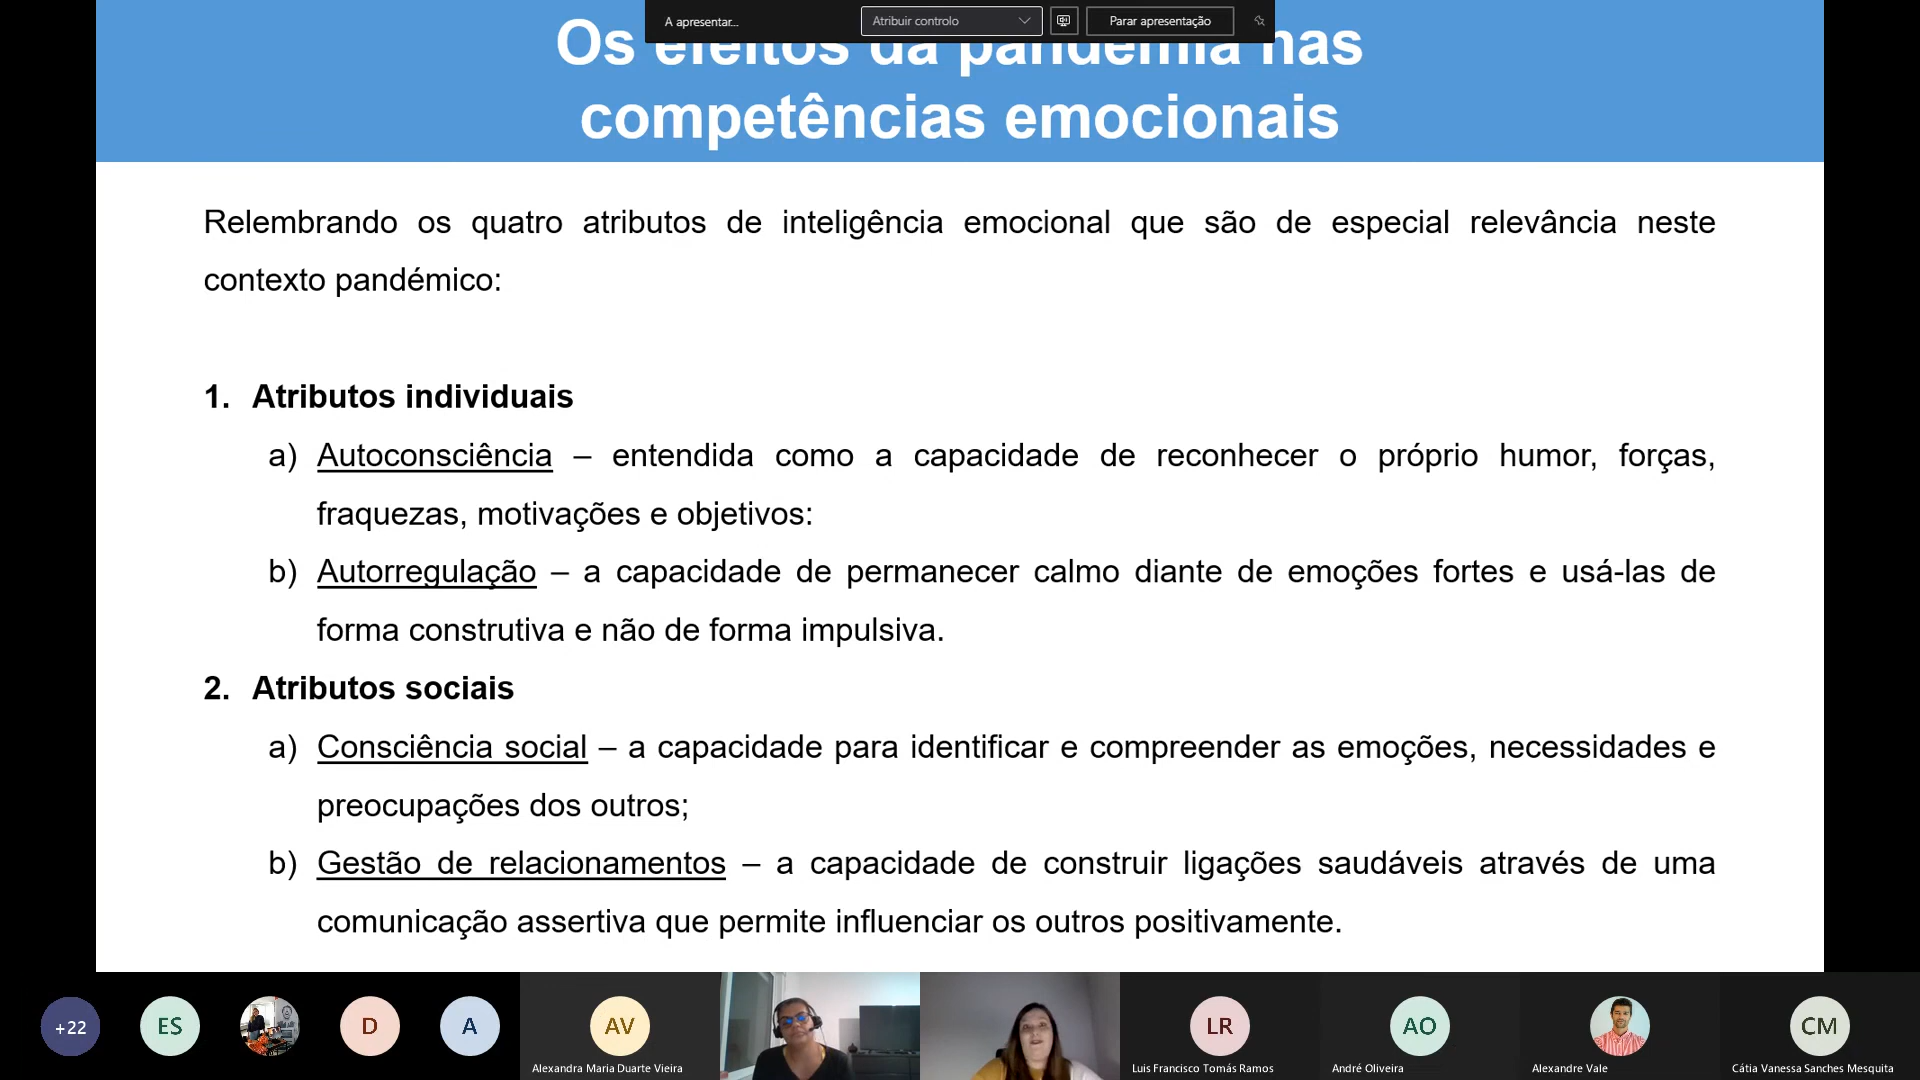 A apresentar...
Atribuir controlo
Parar apresentação
Os efeitos da pandemia nas
competências emocionais
Relembrando os quatro atributos de inteligência emocional que são de especial relevância neste
contexto pandémico:
1. Atributos individuais
a) Autoconsciência – entendida como a capacidade de reconhecer o próprio humor, forças,
fraquezas, motivações e objetivos:
b) Autorregulação – a capacidade de permanecer calmo diante de emoções fortes e usá-las de
forma construtiva e não de forma impulsiva.
2. Atributos sociais
a) Consciência social – a capacidade para identificar e compreender as emoções, necessidades e
preocupações dos outros;
b) Gestão de relacionamentos – a capacidade de construir ligações saudáveis através de uma
comunicação assertiva que permite influenciar os outros positivamente.
+22
ES
D
A
AV
LR
AO
CM
Alexandra Maria Duarte Vieira
Luis Francisco Tomás Ramos
André Oliveira
Alexandre Vale
Cátia Vanessa Sanches Mesquita